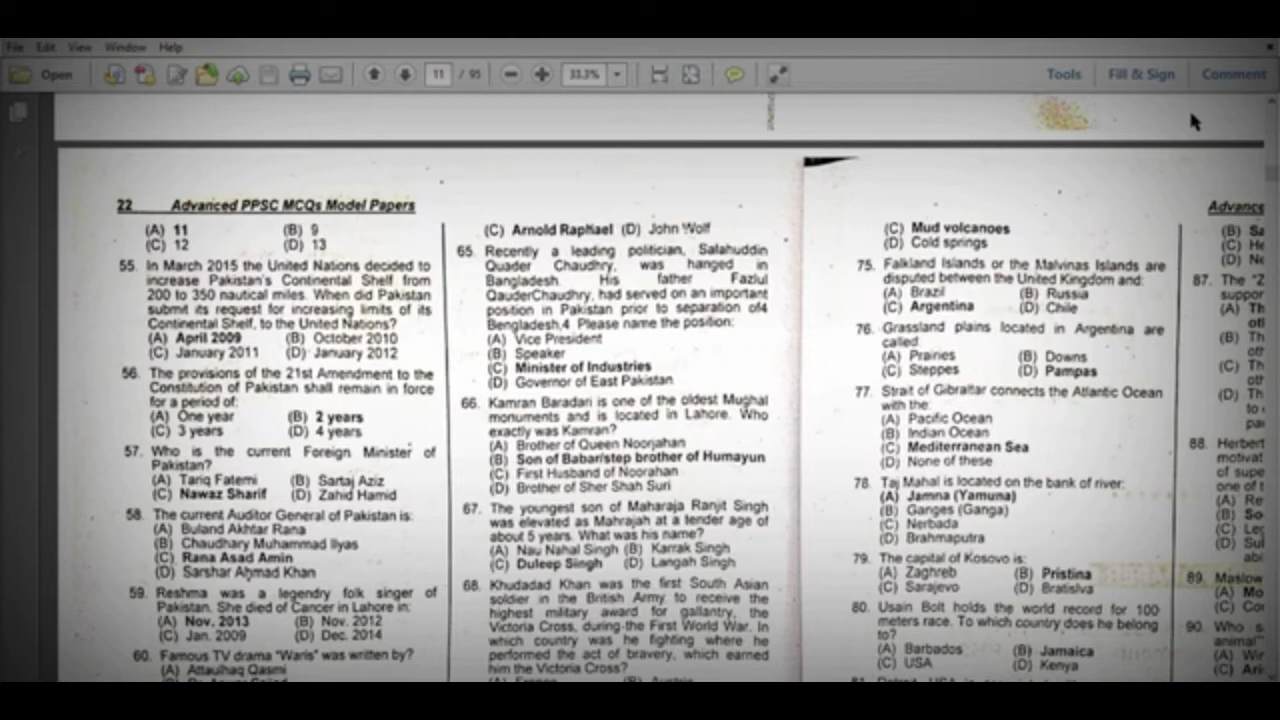 File Edit View Window Help
Open 11 / 95 33.3% Tools Fill & Sign Comment
22 Advanced PPSC MCQs Model Papers
(A) 11 (B) 9
(C) 12 (D) 13
55. In March 2015 the United Nations decided to
increase Pakistan's Continental Shelf from
200 to 350 nautical miles. When did Pakistan
submit its request for increasing limits of its
Continental Shelf, to the United Nations?
(A) April 2009 (B) October 2010
(C) January 2011 (D) January 2012
56. The provisions of the 21st Amendment to the
Constitution of Pakistan shall remain in force
for a period of:
(A) One year (B) 2 years
(C) 3 years (D) 4 years
57. Who is the current Foreign Minister of
Pakistan?
(A) Tariq Fatemi (B) Sartaj Aziz
(C) Nawaz Sharif (D) Zahid Hamid
58. The current Auditor General of Pakistan is:
(A) Buland Akhtar Rana
(B) Chaudhary Muhammad Ilyas
(C) Rana Asad Amin
(D) Sarshar Ahmad Khan
59. Reshma was a legendry folk singer of
Pakistan. She died of Cancer in Lahore in:
(A) Nov. 2013 (B) Nov. 2012
(C) Jan. 2009 (D) Dec. 2014
60. Famous TV drama "Waris" was written by?
(A) Attaulhaq Qasmi
(C) Arnold Raphael (D) John Wolf
65. Recently a leading politician, Salahuddin
Quader Chaudhry, was hanged in
Bangladesh. His father Fazlul
QauderChaudhry, had served on an important
position in Pakistan prior to separation of4
Bengladesh,4 Please name the position:
(A) Vice President
(B) Speaker
(C) Minister of Industries
(D) Governor of East Pakistan
66. Kamran Baradari is one of the oldest Mughal
monuments and is located in Lahore. Who
exactly was Kamran?
(A) Brother of Queen Noorjahan
(B) Son of Babar/step brother of Humayun
(C) First Husband of Noorahan
(D) Brother of Sher Shah Suri
67. The youngest son of Maharaja Ranjit Singh
was elevated as Mahrajah at a tender age of
about 5 years. What was his name?
(A) Nau Nahal Singh (B) Karrak Singh
(C) Duleep Singh (D) Langah Singh
68. Khudadad Khan was the first South Asian
soldier in the British Army to receive the
highest military award for gallantry, the
Victoria Cross, during the First World War. In
which country was he fighting where he
performed the act of bravery, which earned
him the Victoria Cross?
(C) Mud volcanoes
(D) Cold springs
75. Falkland Islands or the Malvinas Islands are
disputed between the United Kingdom and:
(A) Brazil (B) Russia
(C) Argentina (D) Chile
76. Grassland plains located in Argentina are
called:
(A) Prairies (B) Downs
(C) Steppes (D) Pampas
77. Strait of Gibraltar connects the Atlantic Ocean
with the:
(A) Pacific Ocean
(B) Indian Ocean
(C) Mediterranean Sea
(D) None of these
78. Taj Mahal is located on the bank of river:
(A) Jamna (Yamuna)
(B) Ganges (Ganga)
(C) Nerbada
(D) Brahmaputra
79. The capital of Kosovo is:
(A) Zaghreb (B) Pristina
(C) Sarajevo (D) Bratislva
80. Usain Bolt holds the world record for 100
meters race. To which country does he belong
to?
(A) Barbados (B) Jamaica
(C) USA (D) Kenya
Advance
(B)
(C)
(D)
87. The
suppor
(A) Th
(B) Th
(C) Th
(D) Th
to
88. Herbert
motivat
of supe
one of
(A) Re
(B) So
(C)
(D)
89. Maslow
(A) Mo
(C) Co
90. Who
animal"
(A)
(C)